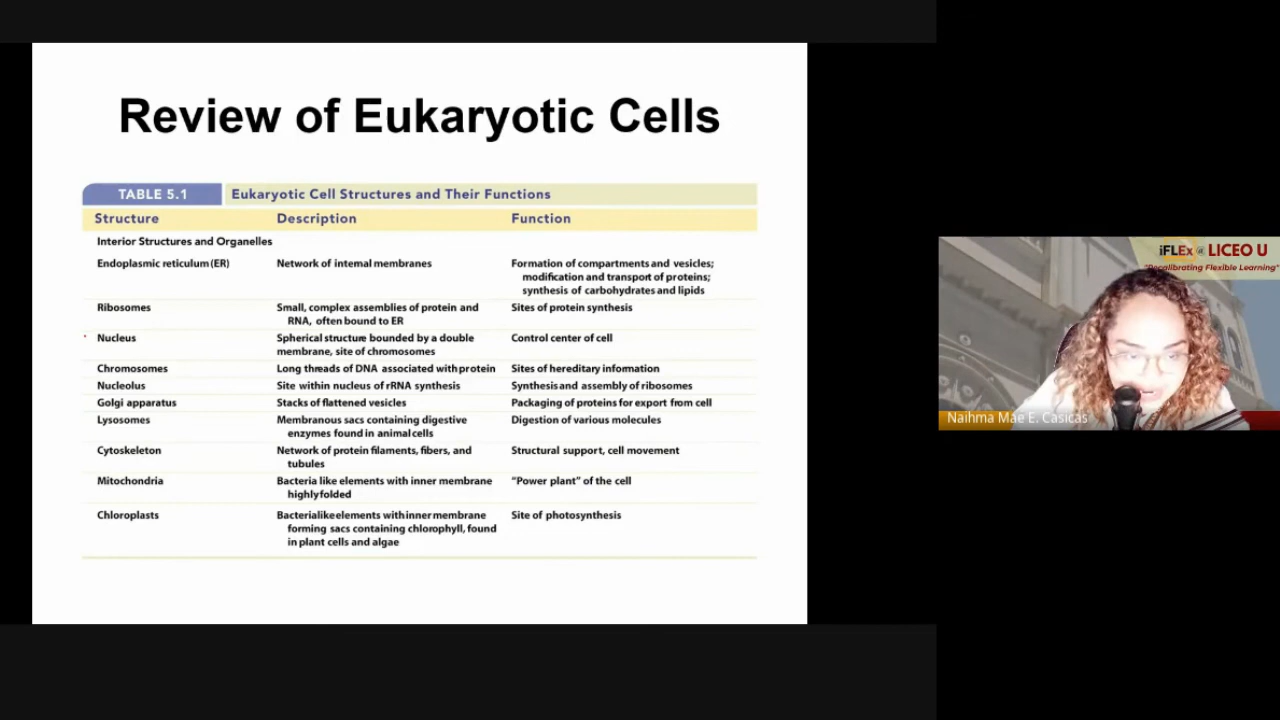 Review of Eukaryotic Cells
TABLE 5.1 Eukaryotic Cell Structures and Their Functions
Structure Description Function
Interior Structures and Organelles
Endoplasmic reticulum (ER) Network of internal membranes Formation of compartments and vesicles;
modification and transport of proteins;
synthesis of carbohydrates and lipids
Ribosomes Small, complex assemblies of protein and Sites of protein synthesis
RNA, often bound to ER
Nucleus Spherical structure bounded by a double Control center of cell
membrane, site of chromosomes
Chromosomes Long threads of DNA associated with protein Sites of hereditary information
Nucleolus Site within nucleus of rRNA synthesis Synthesis and assembly of ribosomes
Golgi apparatus Stacks of flattened vesicles Packaging of proteins for export from cell
Lysosomes Membranous sacs containing digestive Digestion of various molecules
enzymes found in animal cells
Cytoskeleton Network of protein filaments, fibers, and Structural support, cell movement
tubules
Mitochondria Bacteria like elements with inner membrane "Power plant" of the cell
highly folded
Chloroplasts Bacterialike elements with inner membrane Site of photosynthesis
forming sacs containing chlorophyll, found
in plant cells and algae
iFLEx @ LICEO U
"Recalibrating Flexible Learning"
Naihma Mae E. Casicas